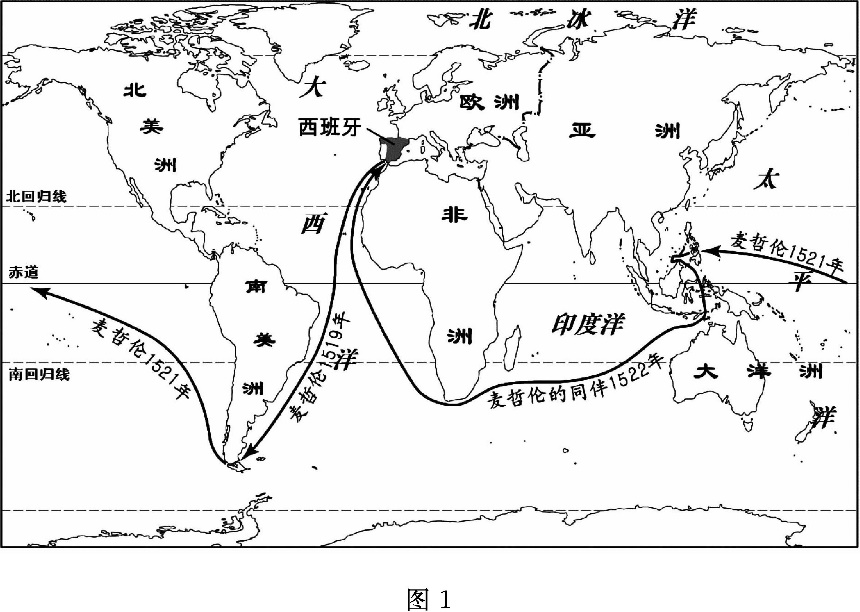 北冰洋
北美洲
大西洋
欧洲
亚洲
西班牙
太平洋
北回归线
非洲
麦哲伦1521年
赤道
南美洲
印度洋
麦哲伦1521年
麦哲伦1519年
南回归线
大洋洲
麦哲伦的同伴1522年
图 1